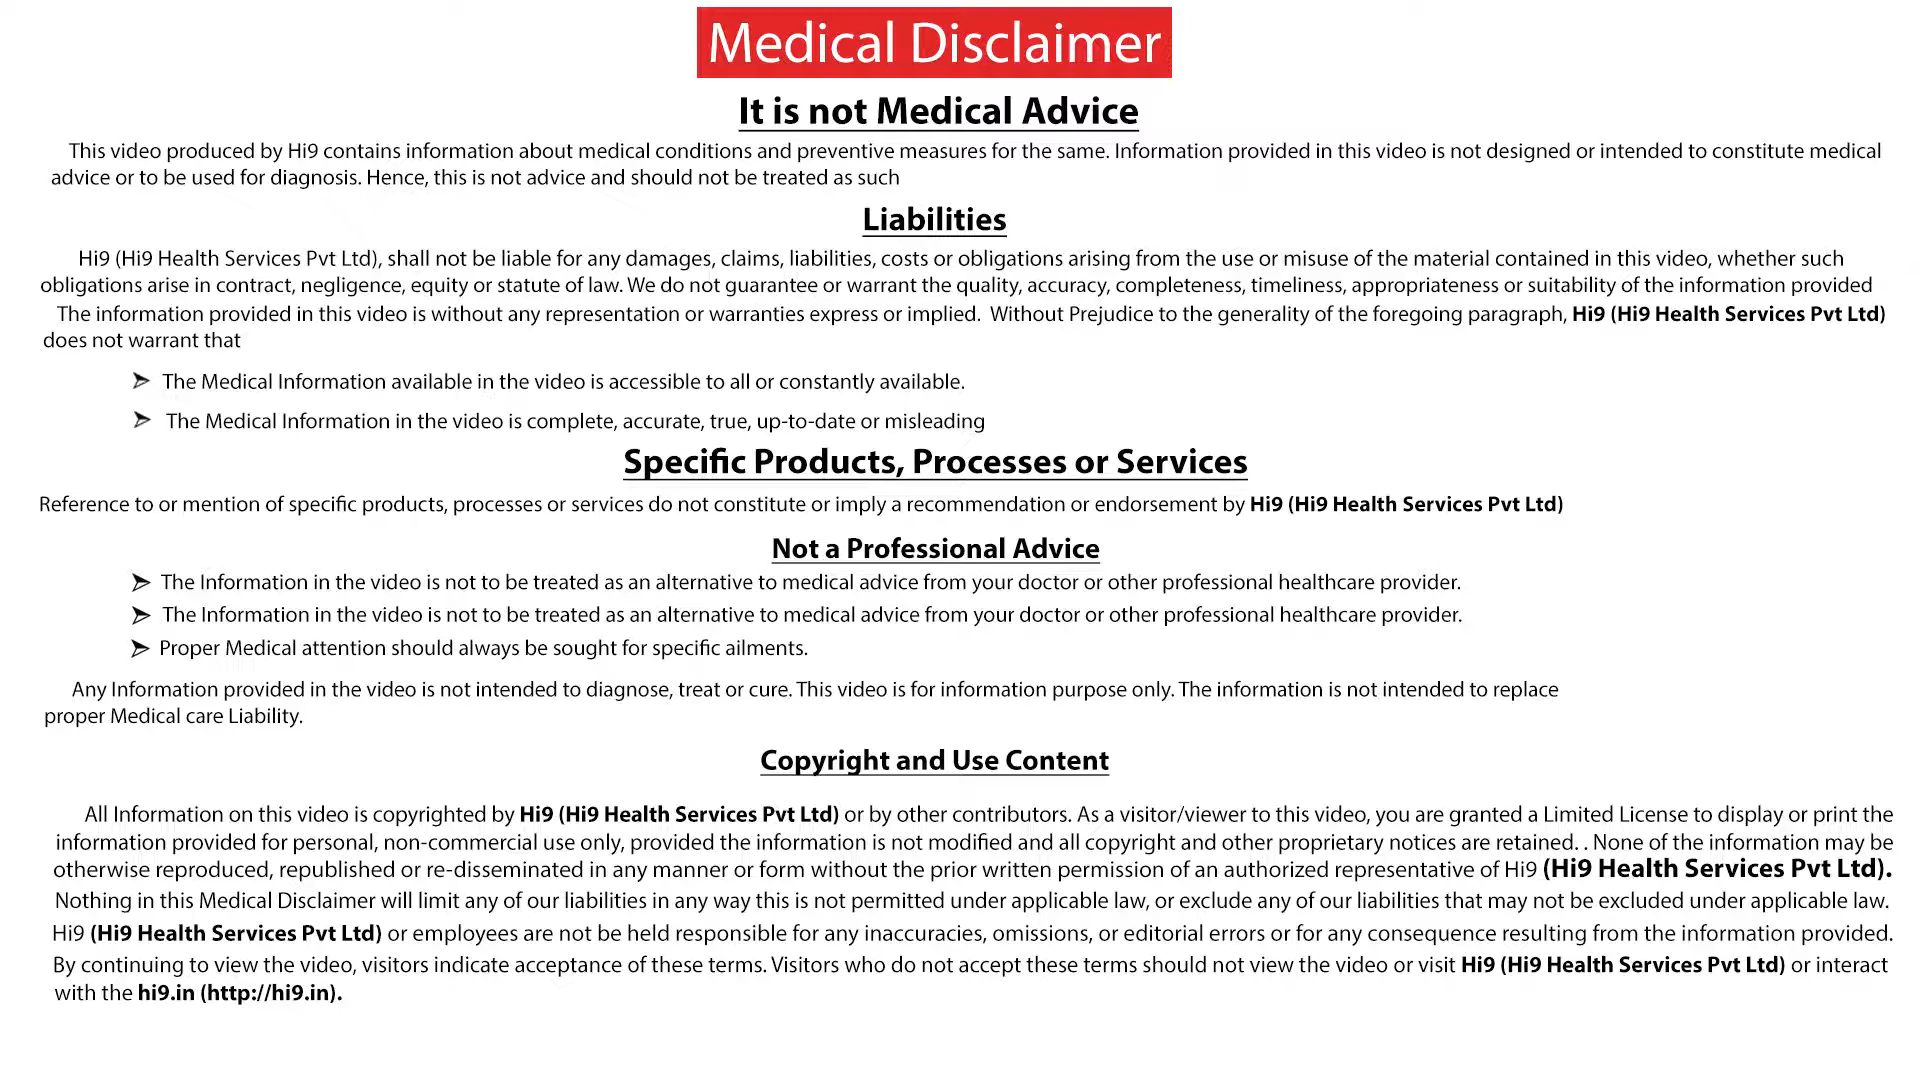 Medical Disclaimer
It is not Medical Advice
This video produced by Hi9 contains information about medical conditions and preventive measures for the same. Information provided in this video is not designed or intended to constitute medical
advice or to be used for diagnosis. Hence, this is not advice and should not be treated as such
Liabilities
Hi9 (Hi9 Health Services Pvt Ltd), shall not be liable for any damages, claims, liabilities, costs or obligations arising from the use or misuse of the material contained in this video, whether such
obligations arise in contract, negligence, equity or statute of law. We do not guarantee or warrant the quality, accuracy, completeness, timeliness, appropriateness or suitability of the information provided
The information provided in this video is without any representation or warranties express or implied. Without Prejudice to the generality of the foregoing paragraph, Hi9 (Hi9 Health Services Pvt Ltd)
does not warrant that
➢ The Medical Information available in the video is accessible to all or constantly available.
➢ The Medical Information in the video is complete, accurate, true, up-to-date or misleading
Specific Products, Processes or Services
Reference to or mention of specific products, processes or services do not constitute or imply a recommendation or endorsement by Hi9 (Hi9 Health Services Pvt Ltd)
Not a Professional Advice
➢ The Information in the video is not to be treated as an alternative to medical advice from your doctor or other professional healthcare provider.
➢ The Information in the video is not to be treated as an alternative to medical advice from your doctor or other professional healthcare provider.
➢ Proper Medical attention should always be sought for specific ailments.
Any Information provided in the video is not intended to diagnose, treat or cure. This video is for information purpose only. The information is not intended to replace
proper Medical care Liability.
Copyright and Use Content
All Information on this video is copyrighted by Hi9 (Hi9 Health Services Pvt Ltd) or by other contributors. As a visitor/viewer to this video, you are granted a Limited License to display or print the
information provided for personal, non-commercial use only, provided the information is not modified and all copyright and other proprietary notices are retained. . None of the information may be
otherwise reproduced, republished or re-disseminated in any manner or form without the prior written permission of an authorized representative of Hi9 (Hi9 Health Services Pvt Ltd).
Nothing in this Medical Disclaimer will limit any of our liabilities in any way this is not permitted under applicable law, or exclude any of our liabilities that may not be excluded under applicable law.
Hi9 (Hi9 Health Services Pvt Ltd) or employees are not be held responsible for any inaccuracies, omissions, or editorial errors or for any consequence resulting from the information provided.
By continuing to view the video, visitors indicate acceptance of these terms. Visitors who do not accept these terms should not view the video or visit Hi9 (Hi9 Health Services Pvt Ltd) or interact
with the hi9.in (http://hi9.in).